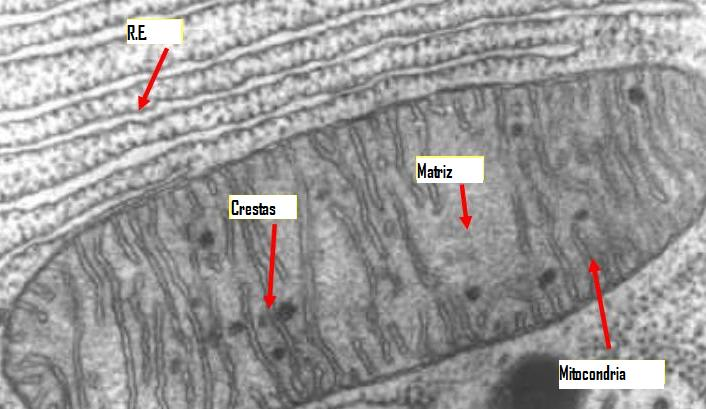 R.E.
Matriz
Crestas
Mitocondria